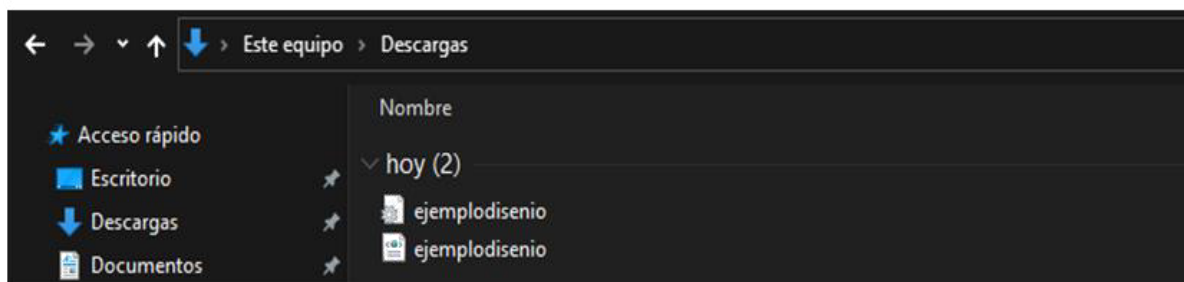 Este equipo > Descargas
Nombre
Acceso rápido
hoy (2)
Escritorio
ejemplodisenio
Descargas
ejemplodisenio
Documentos